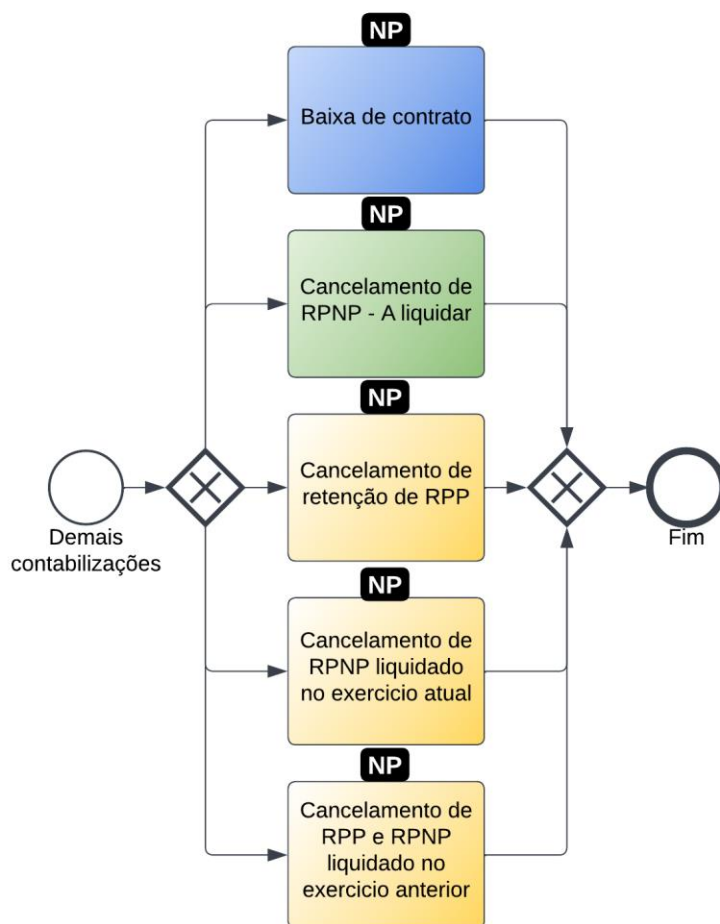 NP
Baixa de contrato
NP
Cancelamento de
RPNP - A liquidar
NP
Cancelamento de
retenção de RPP
Demais
contabilizações
Fim
NP
Cancelamento de
RPNP liquidado
no exercicio atual
NP
Cancelamento de
RPP e RPNP
liquidado no
exercicio anterior